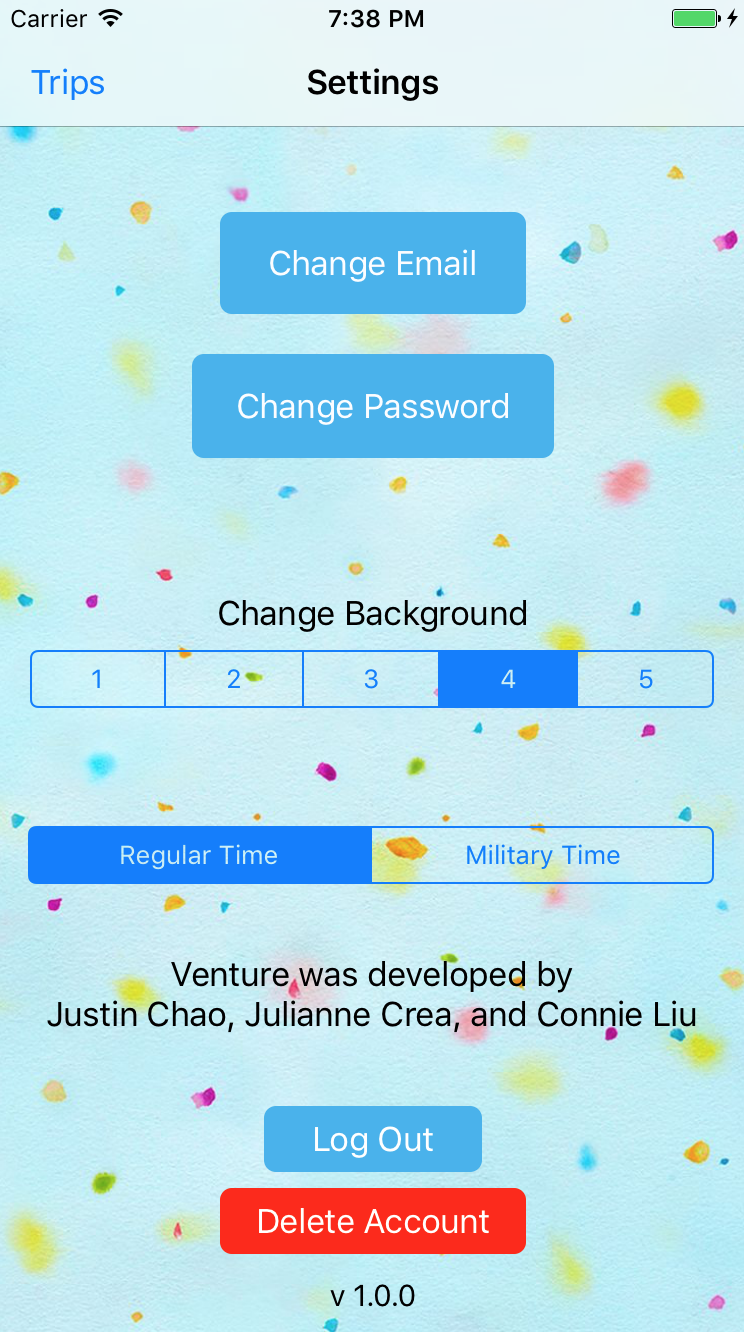 Carrier 7:38 PM
Trips Settings
Change Email
Change Password
Change Background
1 2 3 4 5
Regular Time Military Time
Venture was developed by
Justin Chao, Julianne Crea, and Connie Liu
Log Out
Delete Account
v 1.0.0